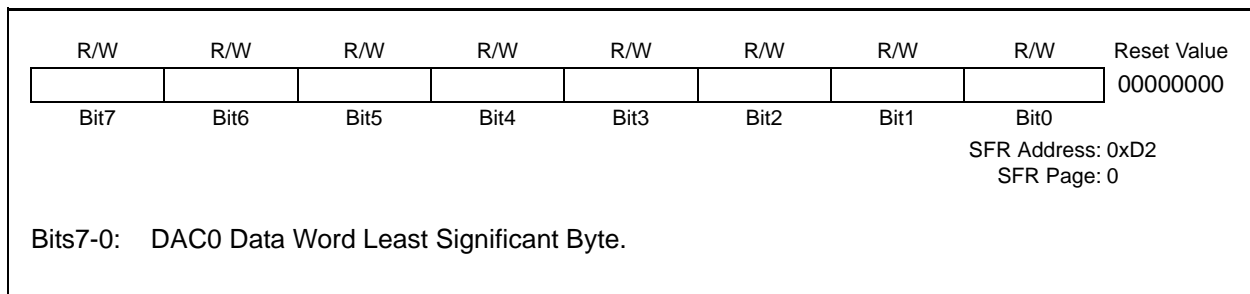 R/W R/W R/W R/W R/W R/W R/W R/W Reset Value
00000000
Bit7 Bit6 Bit5 Bit4 Bit3 Bit2 Bit1 Bit0
SFR Address: 0xD2
SFR Page: 0
Bits7-0: DAC0 Data Word Least Significant Byte.